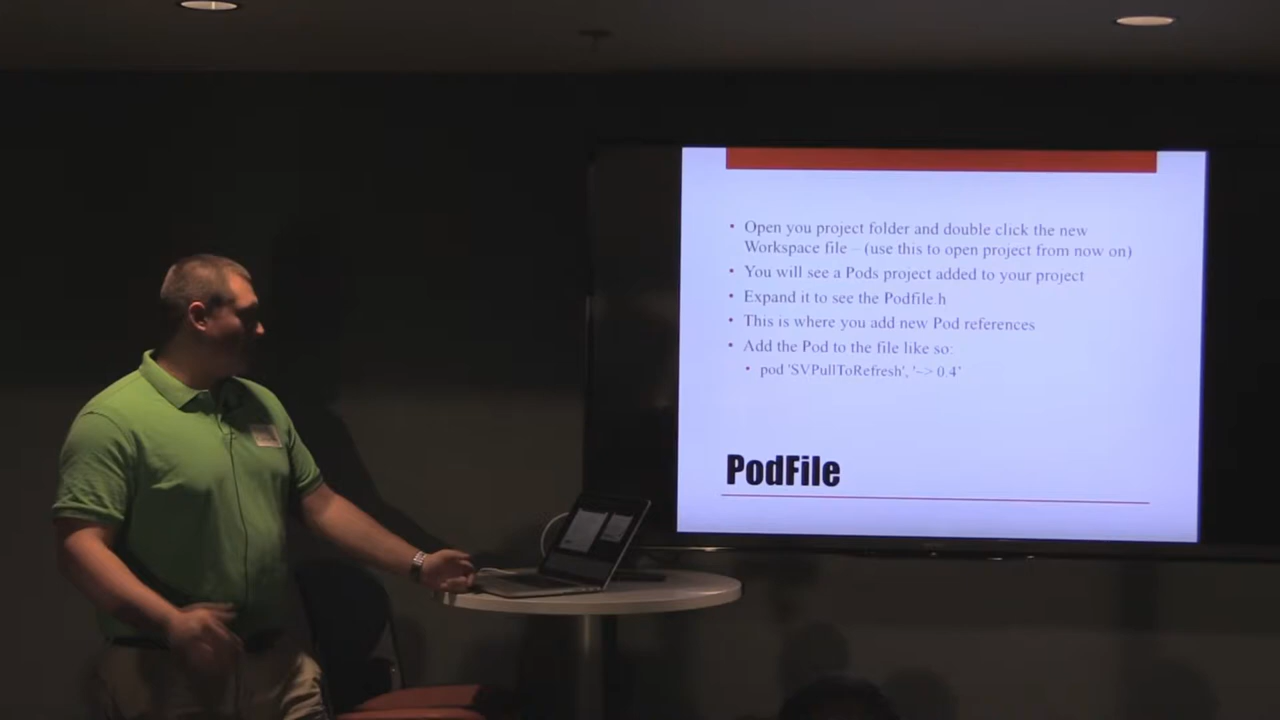 • Open you project folder and double click the new
Workspace file – (use this to open project from now on)
• You will see a Pods project added to your project
• Expand it to see the Podfile.h
• This is where you add new Pod references
• Add the Pod to the file like so:
• pod 'SVPullToRefresh', '~> 0.4'
PodFile